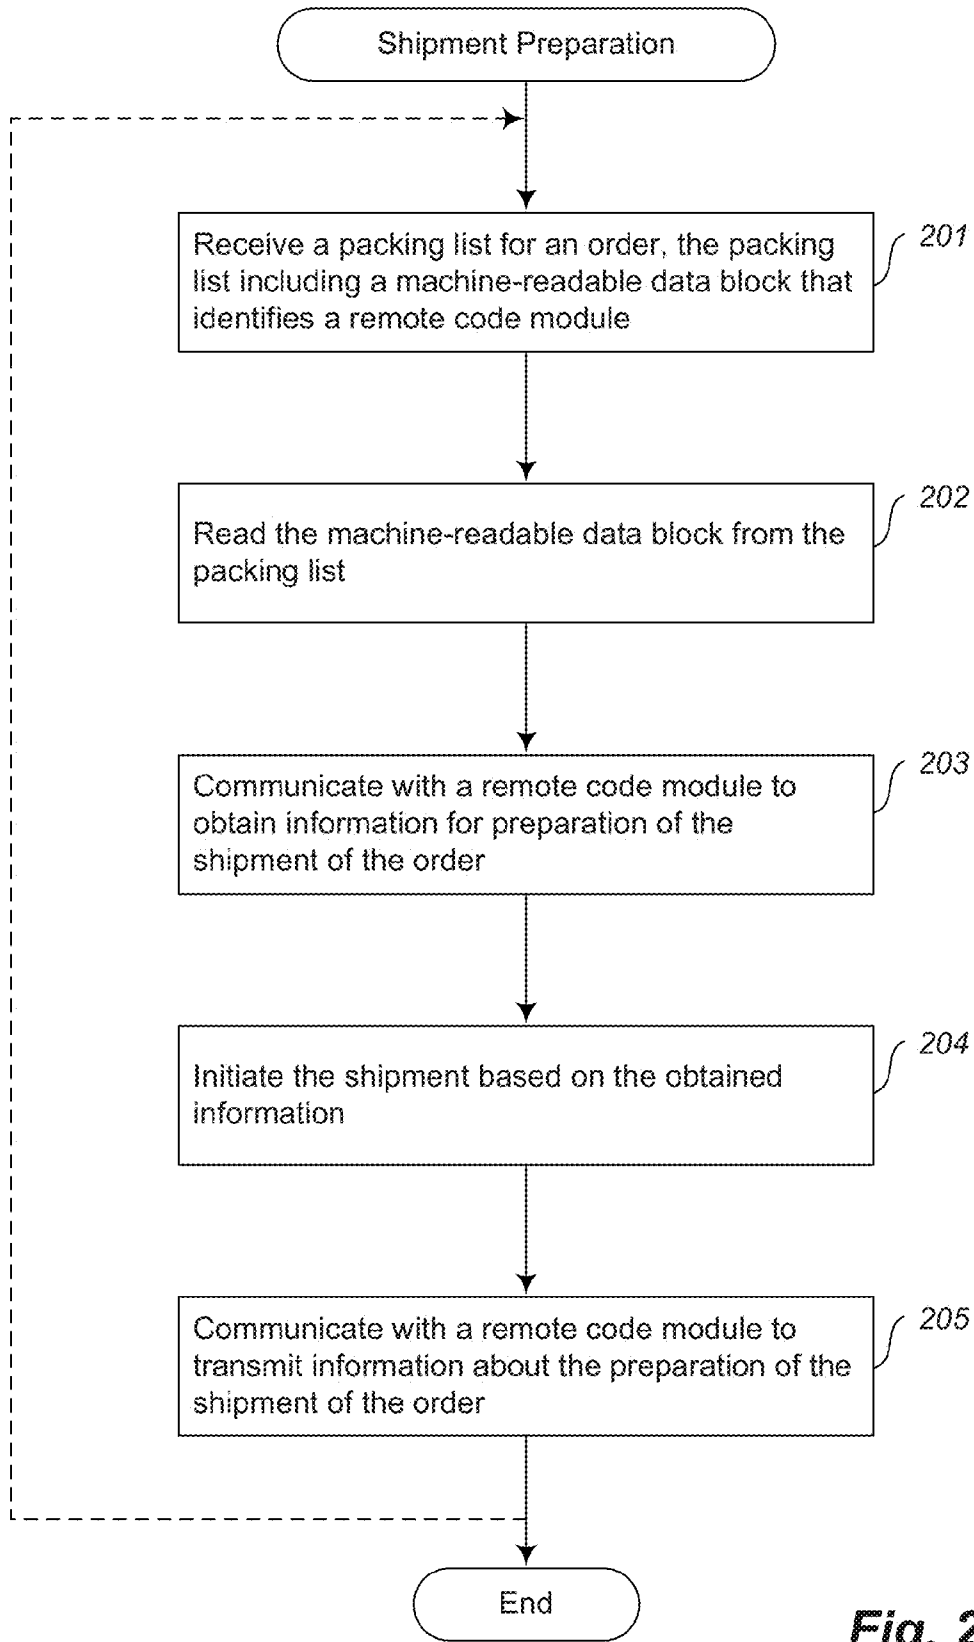 Shipment Preparation
201
Receive a packing list for an order, the packing
list including a machine-readable data block that
identifies a remote code module
202
Read the machine-readable data block from the
packing list
203
Communicate with a remote code module to
obtain information for preparation of the
shipment of the order
204
Initiate the shipment based on the obtained
information
205
Communicate with a remote code module to
transmit information about the preparation of the
shipment of the order
End
Fig. 2